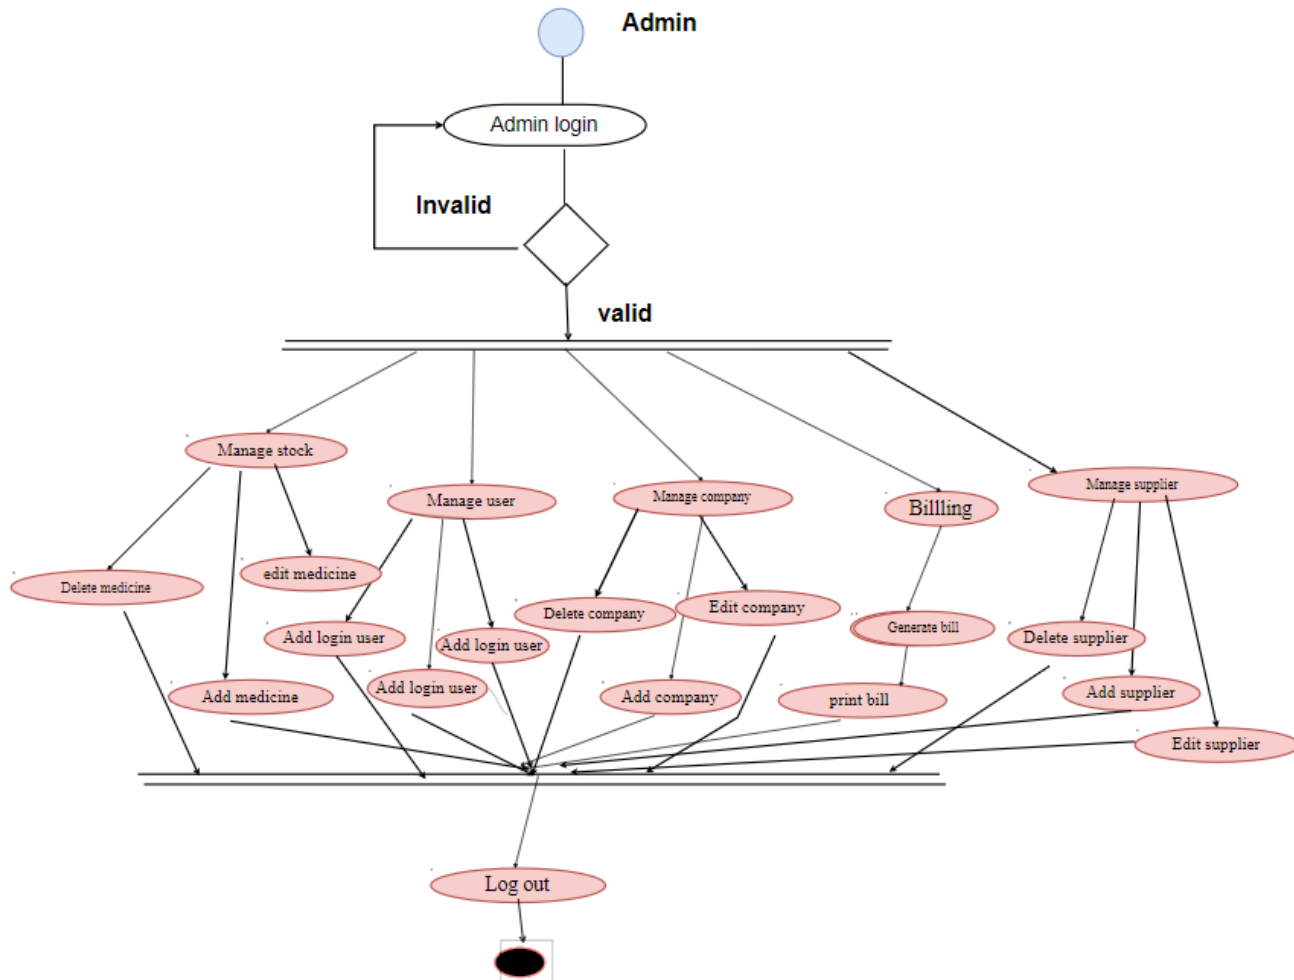 Admin
Admin login
Invalid
valid
Manage stock
Manage user
Manage company
Billling
Manage supplier
Delete medicine
edit medicine
Add login user
Add login user
Add login user
Add medicine
Delete company
Edit company
Add company
Generate bill
print bill
Delete supplier
Add supplier
Edit supplier
Log out